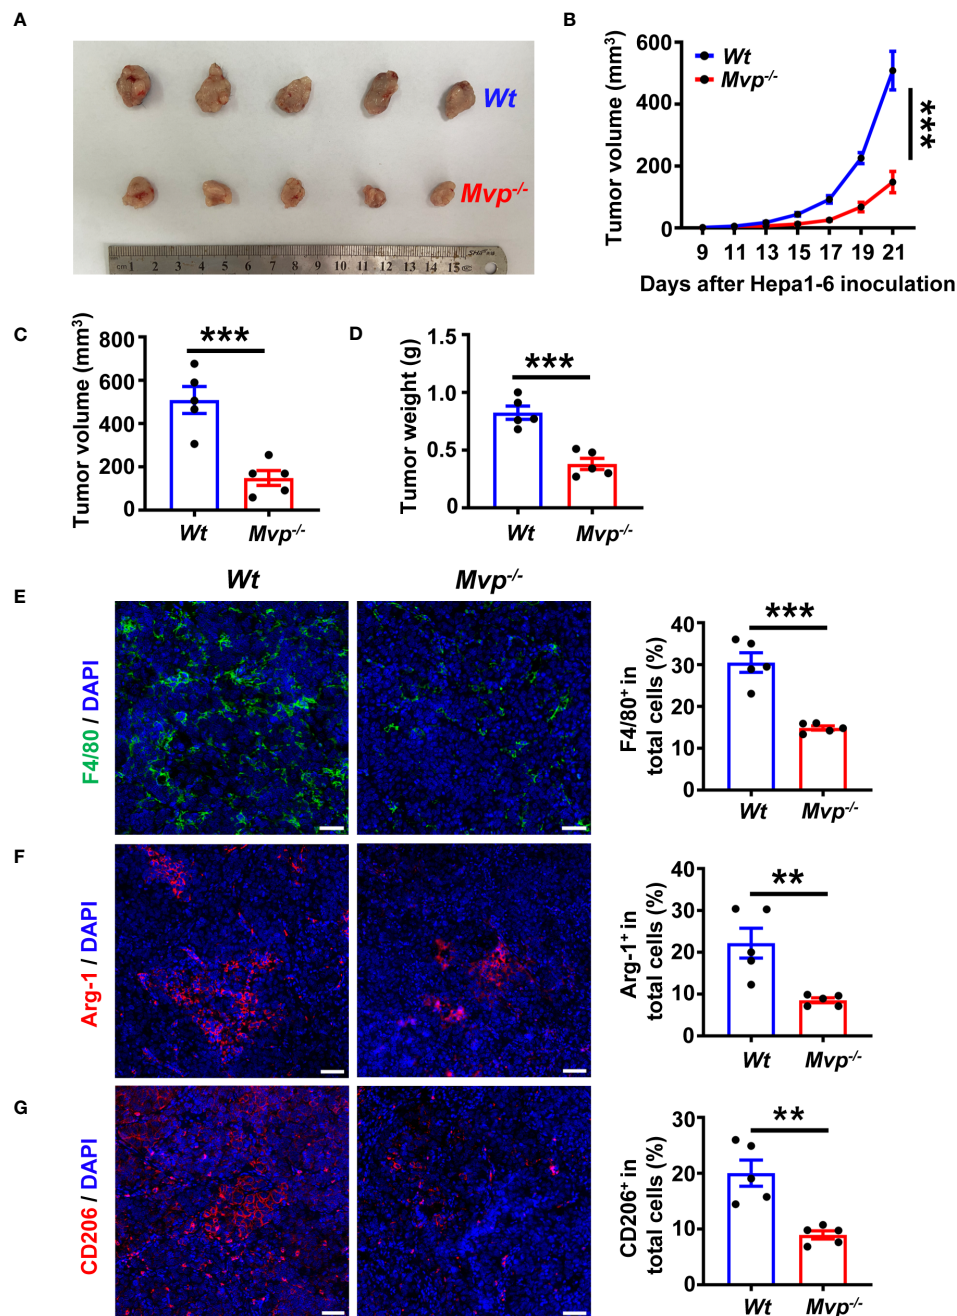 A
Wt
Mvp-/-
cm 1 2 3 4 5 6 7 8 9 10 11 12 13 14 15
B
Tumor volume (mm3)
600
400
200
0
Wt
Mvp-/-
***
9 11 13 15 17 19 21
Days after Hepa1-6 inoculation
C
Tumor volume (mm3)
800
600
400
200
0
***
Wt Mvp-/-
D
Tumor weight (g)
1.5
1.0
0.5
0
***
Wt Mvp-/-
Wt Mvp-/-
E
F4/80 / DAPI
F4/80+ in
total cells (%)
40
30
20
10
0
***
Wt Mvp-/-
F
Arg-1 / DAPI
Arg-1+ in
total cells (%)
40
30
20
10
0
**
Wt Mvp-/-
G
CD206 / DAPI
CD206+ in
total cells (%)
30
20
10
0
**
Wt Mvp-/-